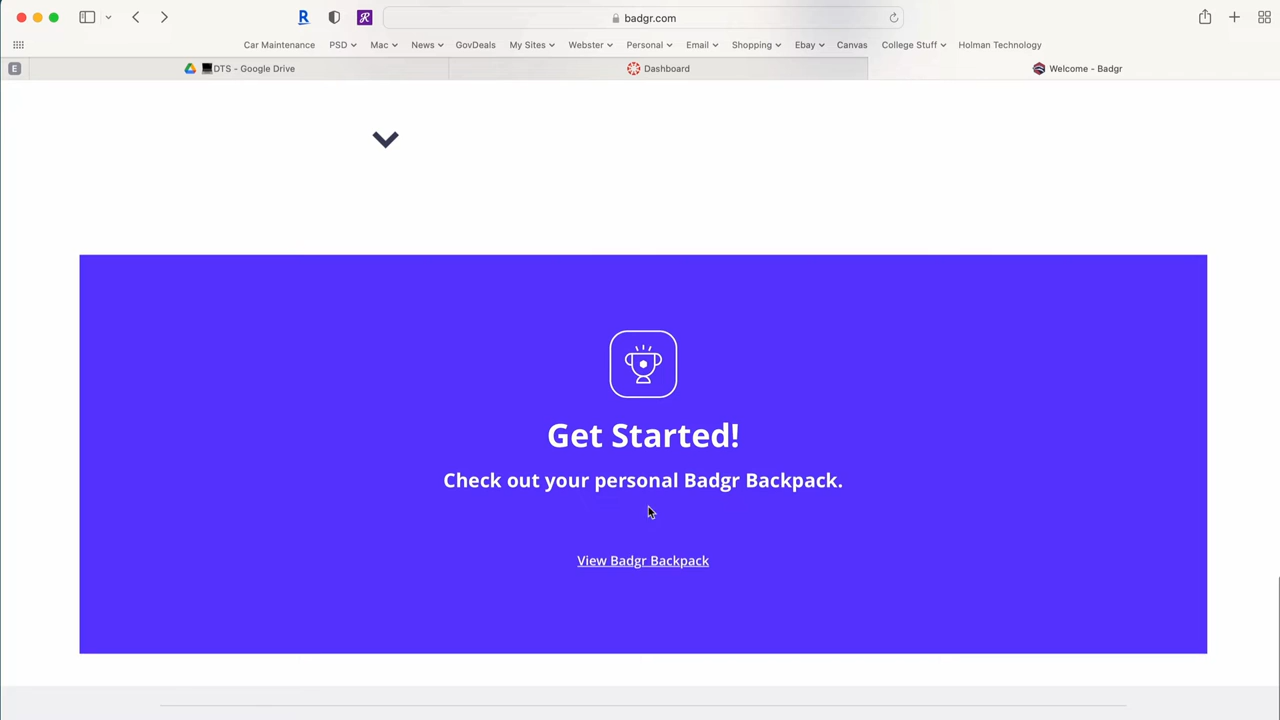 badgr.com
Car Maintenance PSD Mac News GovDeals My Sites Webster Personal Email Shopping Ebay Canvas College Stuff Holman Technology
E DTS - Google Drive Dashboard Welcome - Badgr
Get Started!
Check out your personal Badgr Backpack.
View Badgr Backpack